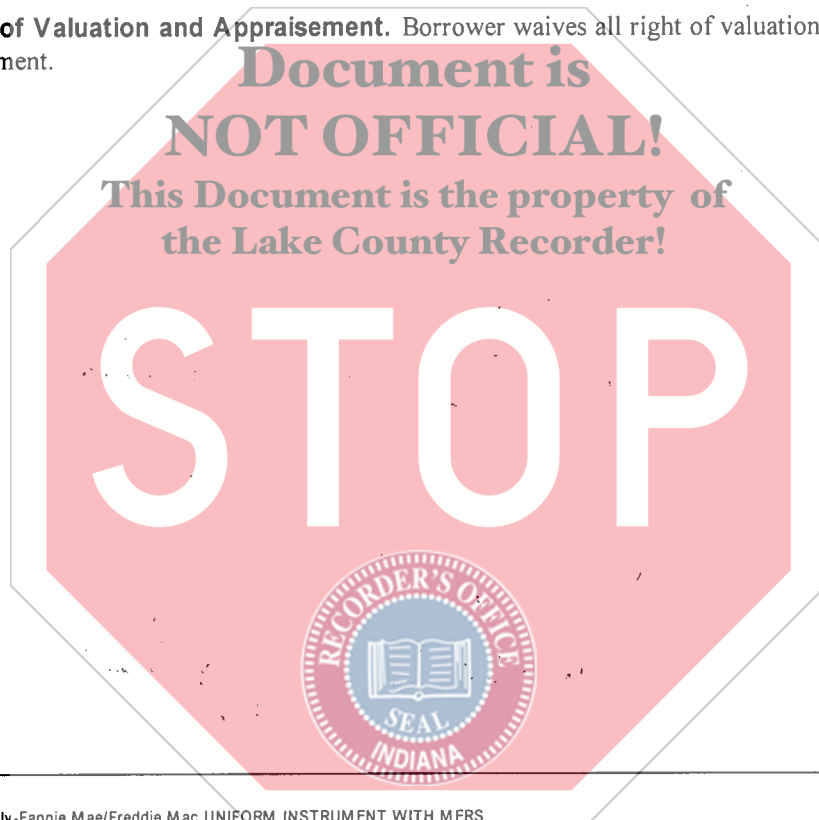 of Valuation and Appraisement. Borrower waives all right of valuation
ment.
Document is
NOT OFFICIAL!
This Document is the property of
the Lake County Recorder!
STOP
RECORDER'S OFFICE
SEAL
INDIANA
ly-Fannie Mae/Freddie Mac UNIFORM INSTRUMENT WITH MERS